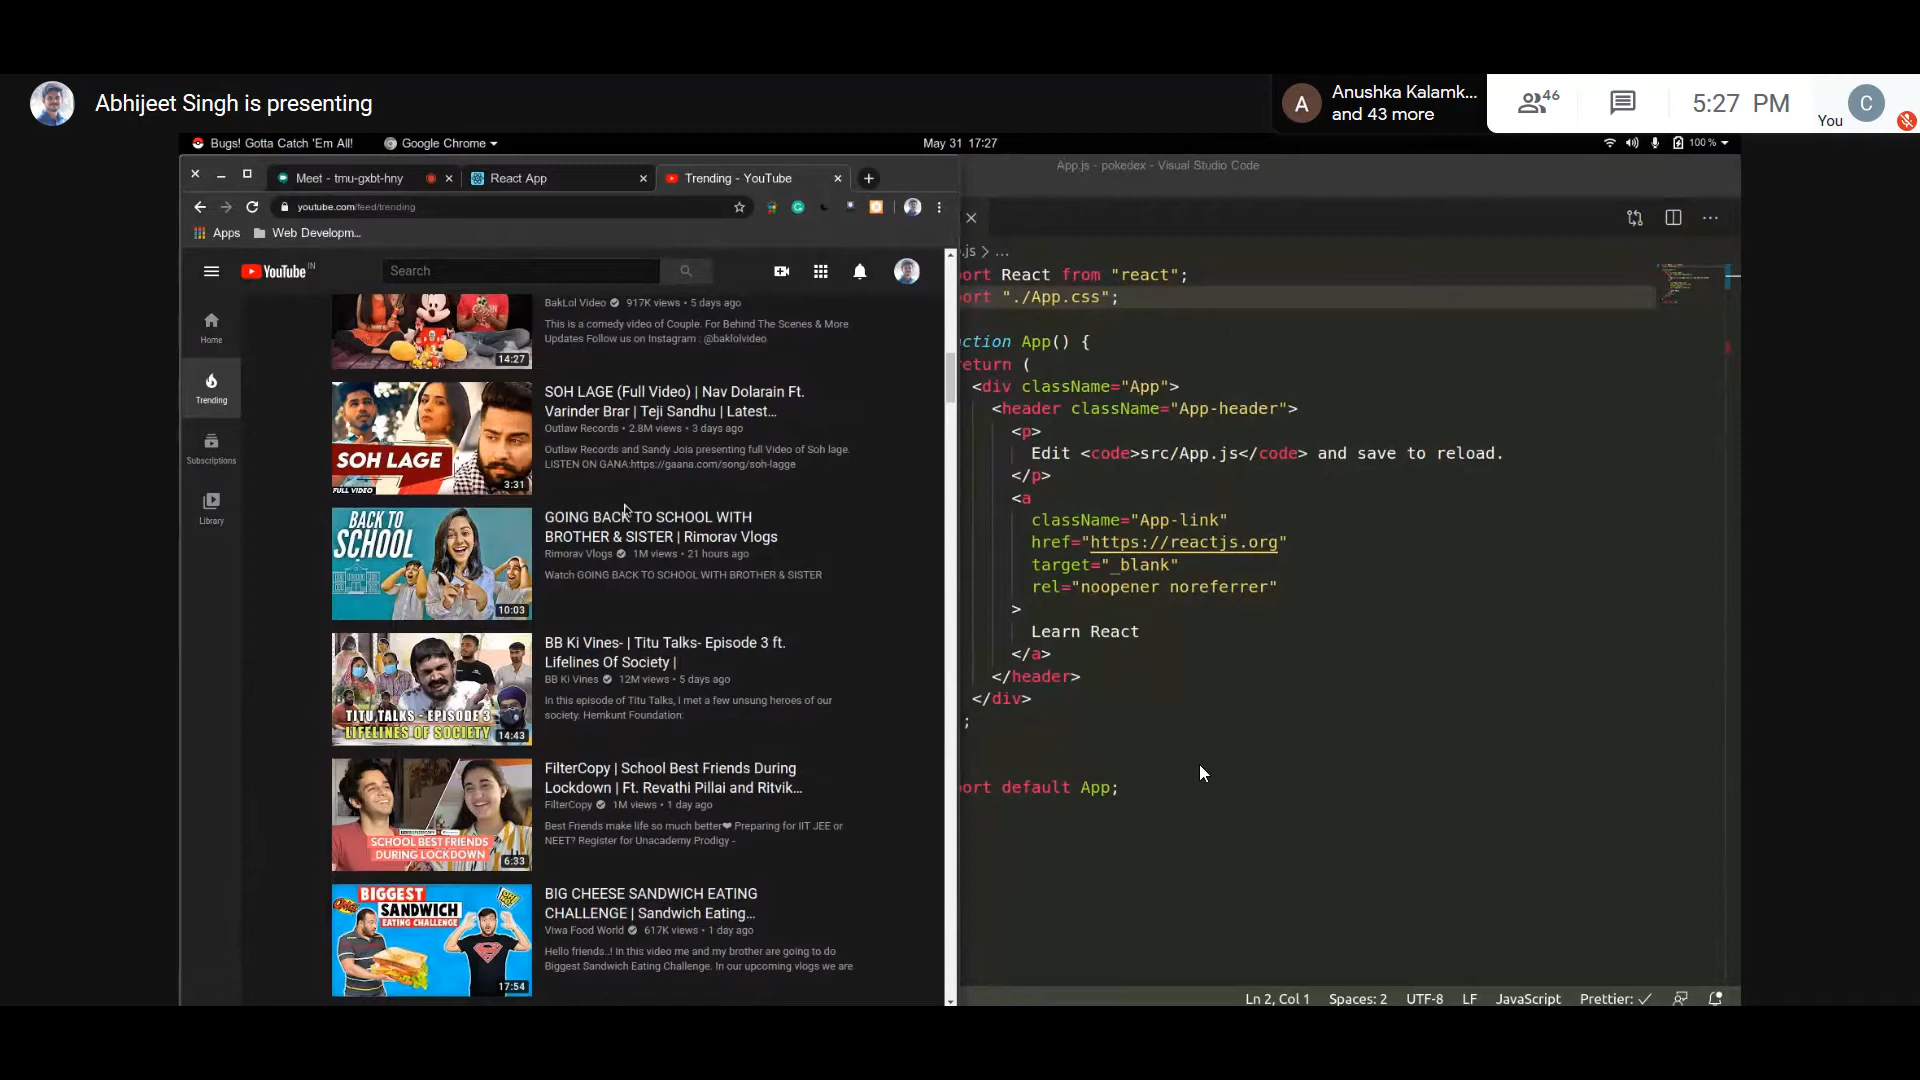 Abhijeet Singh is presenting
A
Anushka Kalamk...
and 43 more
46
5:27 PM
You
C
Bugs! Gotta Catch 'Em All!
Google Chrome
May 31 17:27
100 %
Meet - tmu-gxbt-hny
React App
Trending - YouTube
youtube.com/feed/trending
Apps
Web Developm...
YouTube IN
Search
Home
Trending
Subscriptions
Library
BakLol Video 917K views • 5 days ago
This is a comedy video of Couple. For Behind The Scenes & More
Updates Follow us on Instagram : @baklolvideo
14:27
SOH LAGE (Full Video) | Nav Dolarain Ft.
Varinder Brar | Teji Sandhu | Latest...
Outlaw Records • 2.8M views • 3 days ago
Outlaw Records and Sandy Joia presenting full Video of Soh lage.
LISTEN ON GANA:https://gaana.com/song/soh-lagge
SOH LAGE
FULL VIDEO
3:31
GOING BACK TO SCHOOL WITH
BROTHER & SISTER | Rimorav Vlogs
Rimorav Vlogs 1M views • 21 hours ago
Watch GOING BACK TO SCHOOL WITH BROTHER & SISTER
BACK TO
SCHOOL
10:03
BB Ki Vines- | Titu Talks- Episode 3 ft.
Lifelines Of Society |
BB Ki Vines 12M views • 5 days ago
In this episode of Titu Talks, I met a few unsung heroes of our
society. Hemkunt Foundation:
TITU TALKS - EPISODE 3
LIFELINES OF SOCIETY
14:43
FilterCopy | School Best Friends During
Lockdown | Ft. Revathi Pillai and Ritvik...
FilterCopy 1M views • 1 day ago
Best Friends make life so much better❤ Preparing for IIT JEE or
NEET? Register for Unacademy Prodigy -
SCHOOL BEST FRIENDS
DURING LOCKDOWN
6:33
BIG CHEESE SANDWICH EATING
CHALLENGE | Sandwich Eating...
Viwa Food World 617K views • 1 day ago
Hello friends..! In this video me and my brother are going to do
Biggest Sandwich Eating Challenge. In our upcoming vlogs we are
BIGGEST
SANDWICH
EATING CHALLENGE
17:54
App.js - pokedex - Visual Studio Code
.js > ...
ort React from "react";
ort "./App.css";
ction App() {
return (
<div className="App">
<header className="App-header">
<p>
Edit <code>src/App.js</code> and save to reload.
</p>
<a
className="App-link"
href="https://reactjs.org"
target="_blank"
rel="noopener noreferrer"
>
Learn React
</a>
</header>
</div>
;
ort default App;
Ln 2, Col 1
Spaces: 2
UTF-8
LF
JavaScript
Prettier: ✓